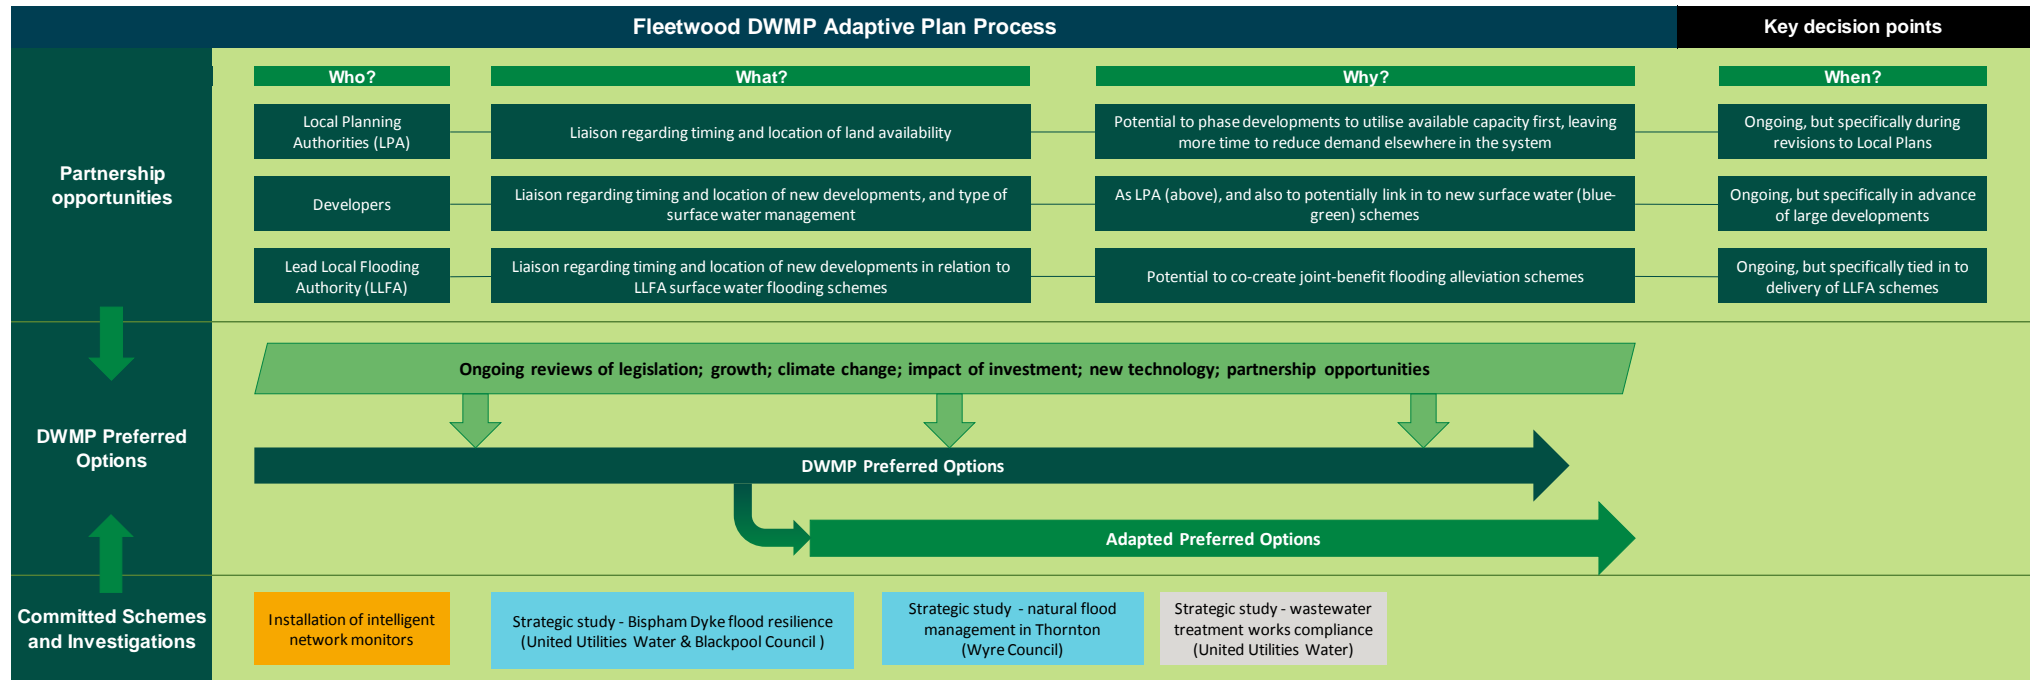 Fleetwood DWMP Adaptive Plan Process
Key decision points
Who?
What?
Why?
When?
Partnership
opportunities
Local Planning
Authorities (LPA)
Liaison regarding timing and location of land availability
Potential to phase developments to utilise available capacity first, leaving
more time to reduce demand elsewhere in the system
Ongoing, but specifically during
revisions to Local Plans
Developers
Liaison regarding timing and location of new developments, and type of
surface water management
As LPA (above), and also to potentially link in to new surface water (blue-
green) schemes
Ongoing, but specifically in advance
of large developments
Lead Local Flooding
Authority (LLFA)
Liaison regarding timing and location of new developments in relation to
LLFA surface water flooding schemes
Potential to co-create joint-benefit flooding alleviation schemes
Ongoing, but specifically tied in to
delivery of LLFA schemes
DWMP Preferred
Options
Ongoing reviews of legislation; growth; climate change; impact of investment; new technology; partnership opportunities
DWMP Preferred Options
Adapted Preferred Options
Committed Schemes
and Investigations
Installation of intelligent
network monitors
Strategic study - Bispham Dyke flood resilience
(United Utilities Water & Blackpool Council )
Strategic study - natural flood
management in Thornton
(Wyre Council)
Strategic study - wastewater
treatment works compliance
(United Utilities Water)